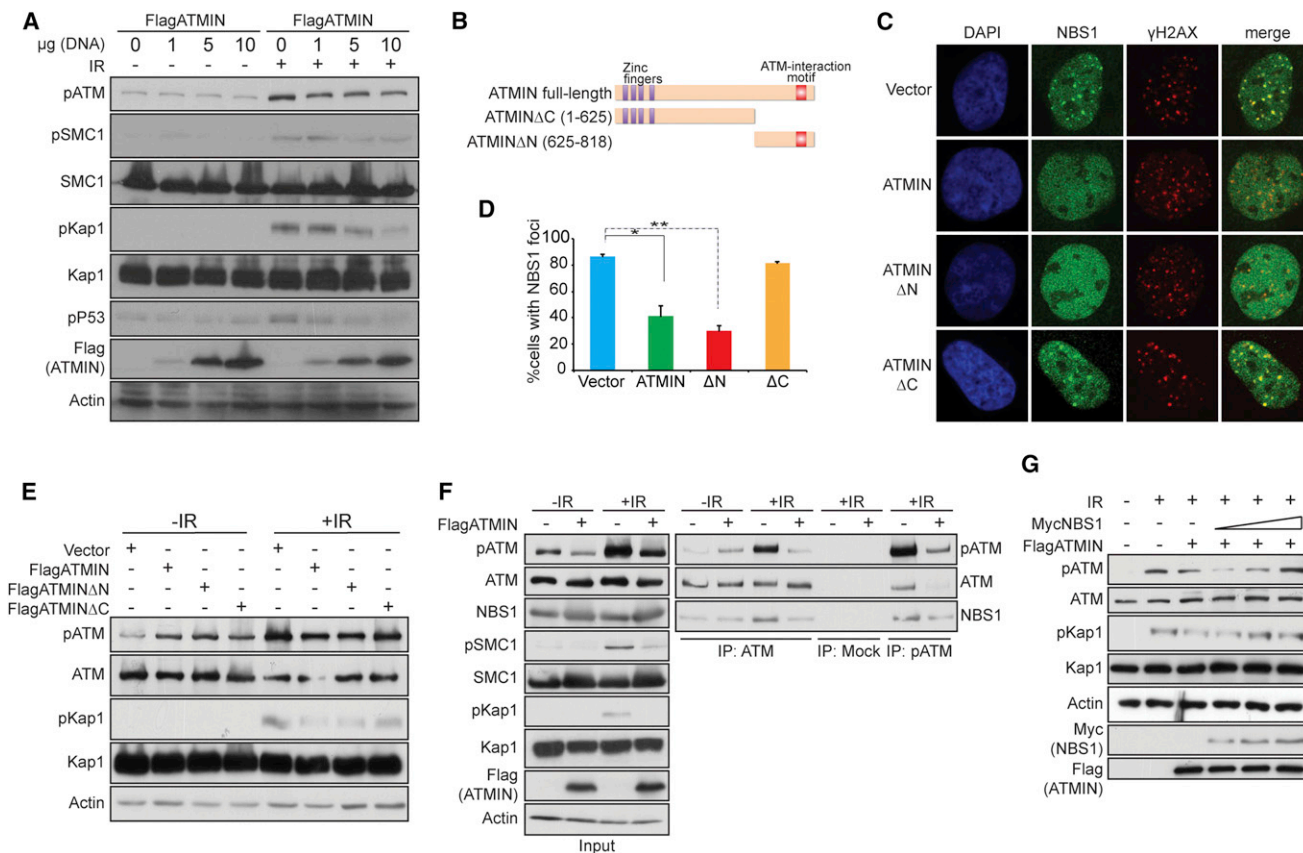 A
FlagATMIN FlagATMIN
µg (DNA) 0 1 5 10 0 1 5 10
IR - - - - + + + +
pATM
pSMC1
SMC1
pKap1
Kap1
pP53
Flag
(ATMIN)
Actin
B
Zinc
fingers
ATM-interaction
motif
ATMIN full-length
ATMINΔC (1-625)
ATMINΔN (625-818)
C
DAPI NBS1 γH2AX merge
Vector
ATMIN
ATMIN
ΔN
ATMIN
ΔC
D
%cells with NBS1 foci
100
80
60
40
20
0
* **
Vector ATMIN ΔN ΔC
E
-IR +IR
Vector + - - - + - - -
FlagATMIN - + - - - + - -
FlagATMINΔN - - + - - - + -
FlagATMINΔC - - - + - - - +
pATM
ATM
pKap1
Kap1
Actin
F
-IR +IR -IR +IR +IR +IR
FlagATMIN - + - + - + - + - + - +
pATM
ATM
NBS1
pSMC1
SMC1
pKap1
Kap1
Flag
(ATMIN)
Actin
Input
pATM
ATM
NBS1
IP: ATM IP: Mock IP: pATM
G
IR - + + + + +
MycNBS1 - - -
FlagATMIN - - + + + +
pATM
ATM
pKap1
Kap1
Actin
Myc
(NBS1)
Flag
(ATMIN)